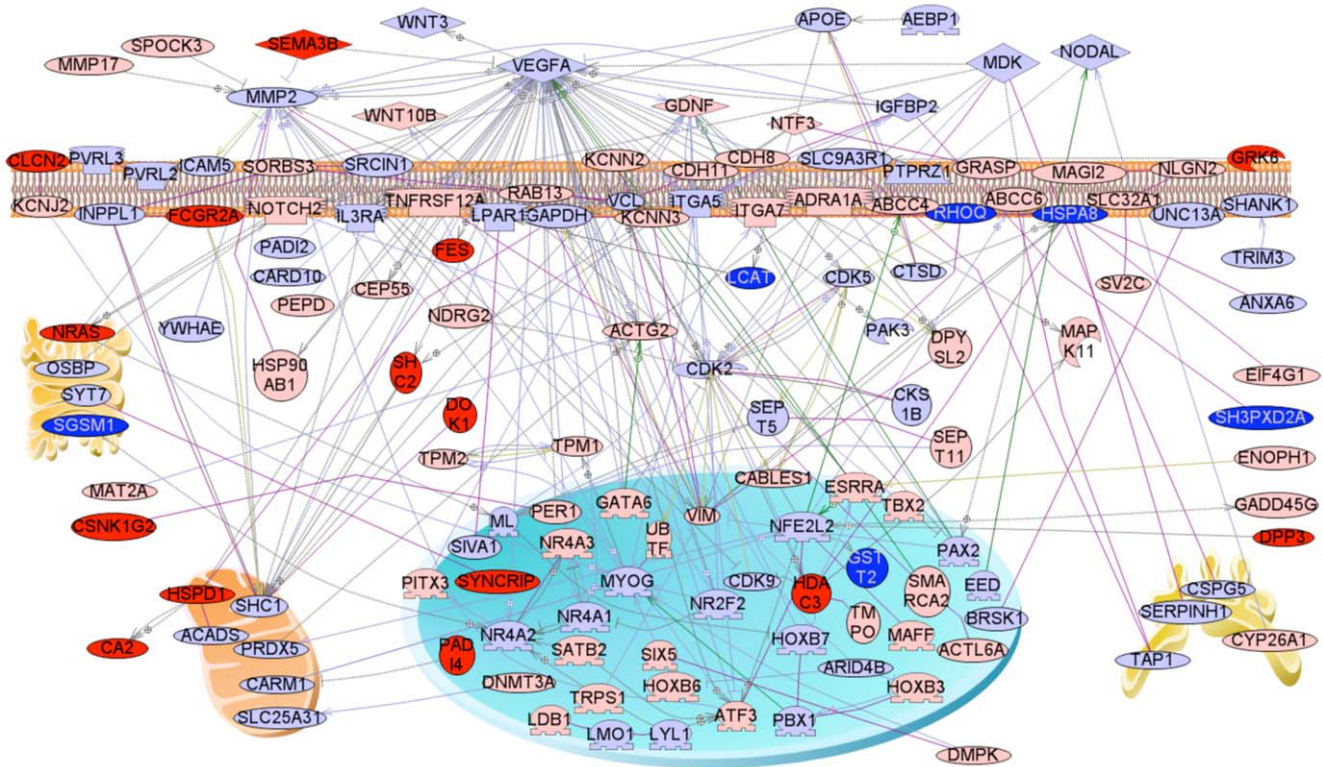 WNT3
APOE
AEBP1
SPOCK3
SEMA3B
NODAL
MMP17
VEGFA
MDK
MMP2
WNT10B
GDNF
IGFBP2
NTF3
CLCN2
PVRL3
PVRL2
ICAM5
SORBS3
SRCIN1
KCNN2
CDH11
CDH8
SLC9A3R1
PTPRZ1
GRASP
MAGI2
NLGN2
GRK6
KCNJ2
INPPL1
FCGR2A
NOTCH2
IL3RA
TNFRSF12A
LPAR1
RAB13
GAPDH
VCL
KCNN3
ITGA5
ITGA7
ADRA1A
ABCC4
RHOQ
ABCC6
HSPA8
SLC32A1
UNC13A
SHANK1
PADI2
FES
CARD10
LCAT
CDK5
CTSD
TRIM3
CEP55
SV2C
PEPD
ANXA6
NRAS
YWHAE
NDRG2
ACTG2
PAK3
DPY
SL2
MAP
K11
OSBP
HSP90
AB1
SH
C2
CDK2
EIF4G1
SYT7
CKS
1B
SGSM1
DO
K1
SEP
T5
SH3PXD2A
SEP
T11
TPM2
TPM1
ENOPH1
MAT2A
CABLES1
ESRRA
GATA6
PER1
VIM
TBX2
GADD45G
CSNK1G2
ML
UB
TF
NFE2L2
DPP3
SIVA1
NR4A3
PAX2
GST
T2
SYNCRIP
MYOG
CDK9
PITX3
HSPD1
HDA
C3
SMA
RCA2
EED
CSPG5
SHC1
NR2F2
SERPINH1
NR4A1
TM
PO
BRSK1
ACADS
NR4A2
HOXB7
MAFF
CYP26A1
CA2
PRDX5
PAD
I4
SATB2
SIX5
ACTL6A
TAP1
ARID4B
CARM1
DNMT3A
HOXB6
HOXB3
TRPS1
SLC25A31
LDB1
ATF3
PBX1
LMO1
LYL1
DMPK